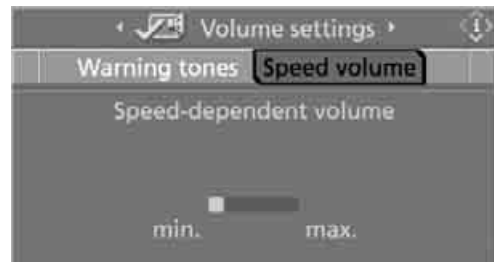 Volume settings
Warning tones Speed volume
Speed-dependent volume
min. max.